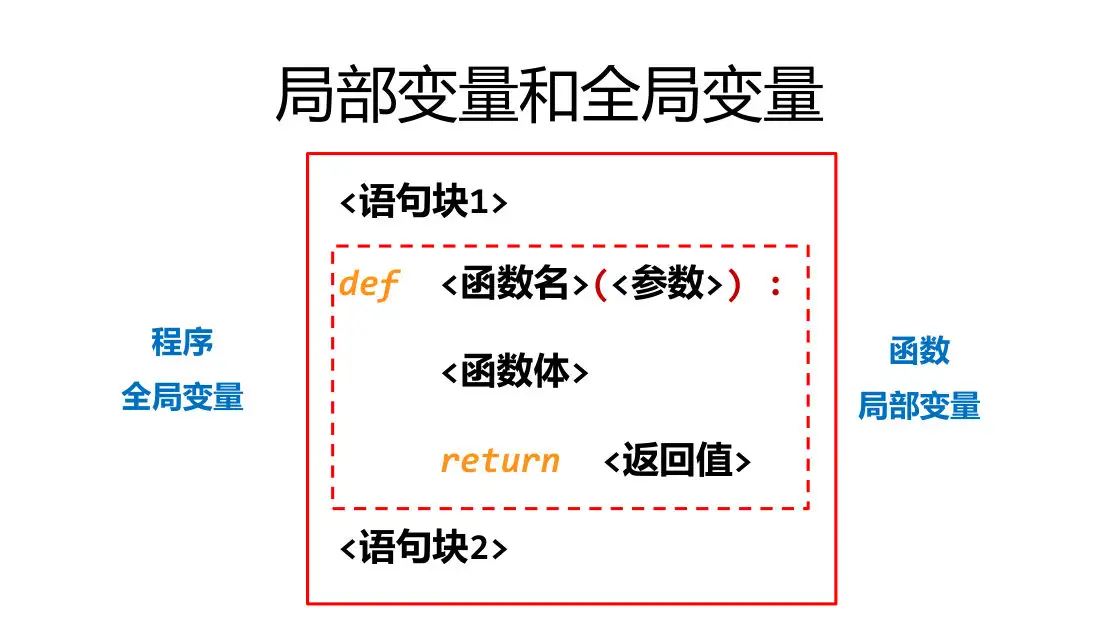 局部变量和全局变量
<语句块1>
def <函数名>(<参数>) :
程序
全局变量
<函数体>
函数
局部变量
return <返回值>
<语句块2>